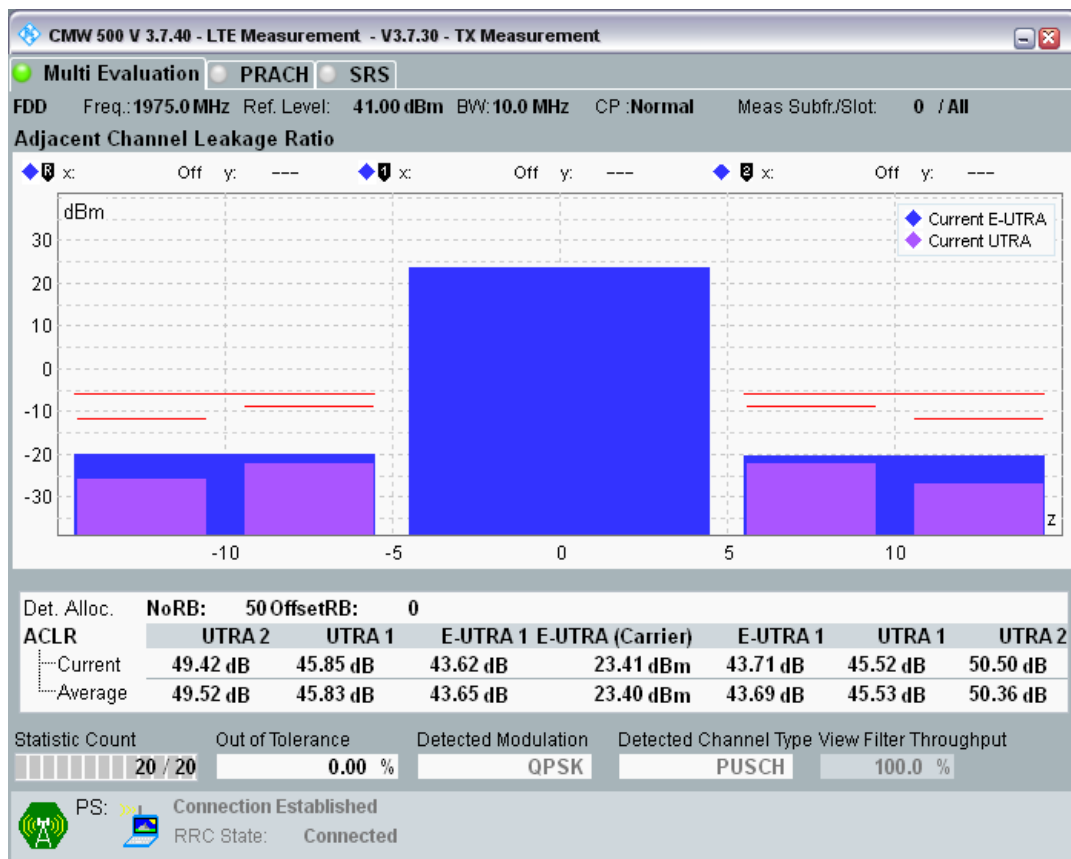 CMW 500 V 3.7.40 - LTE Measurement - V3.7.30 - TX Measurement
Multi Evaluation PRACH SRS
FDD Freq.:1975.0 MHz Ref. Level: 41.00 dBm BW:10.0 MHz CP :Normal Meas Subfr./Slot: 0 / All
Adjacent Channel Leakage Ratio
R x: Off y: --- 1 x: Off y: --- 2 x: Off y: ---
dBm
Current E-UTRA
Current UTRA
30
20
10
0
-10
-20
-30
z
-10 -5 0 5 10
Det. Alloc. NoRB: 50 OffsetRB: 0
ACLR UTRA 2 UTRA 1 E-UTRA 1 E-UTRA (Carrier) E-UTRA 1 UTRA 1 UTRA 2
Current 49.42 dB 45.85 dB 43.62 dB 23.41 dBm 43.71 dB 45.52 dB 50.50 dB
Average 49.52 dB 45.83 dB 43.65 dB 23.40 dBm 43.69 dB 45.53 dB 50.36 dB
Statistic Count Out of Tolerance Detected Modulation Detected Channel Type View Filter Throughput
20 / 20 0.00 % QPSK PUSCH 100.0 %
PS: Connection Established
RRC State: Connected